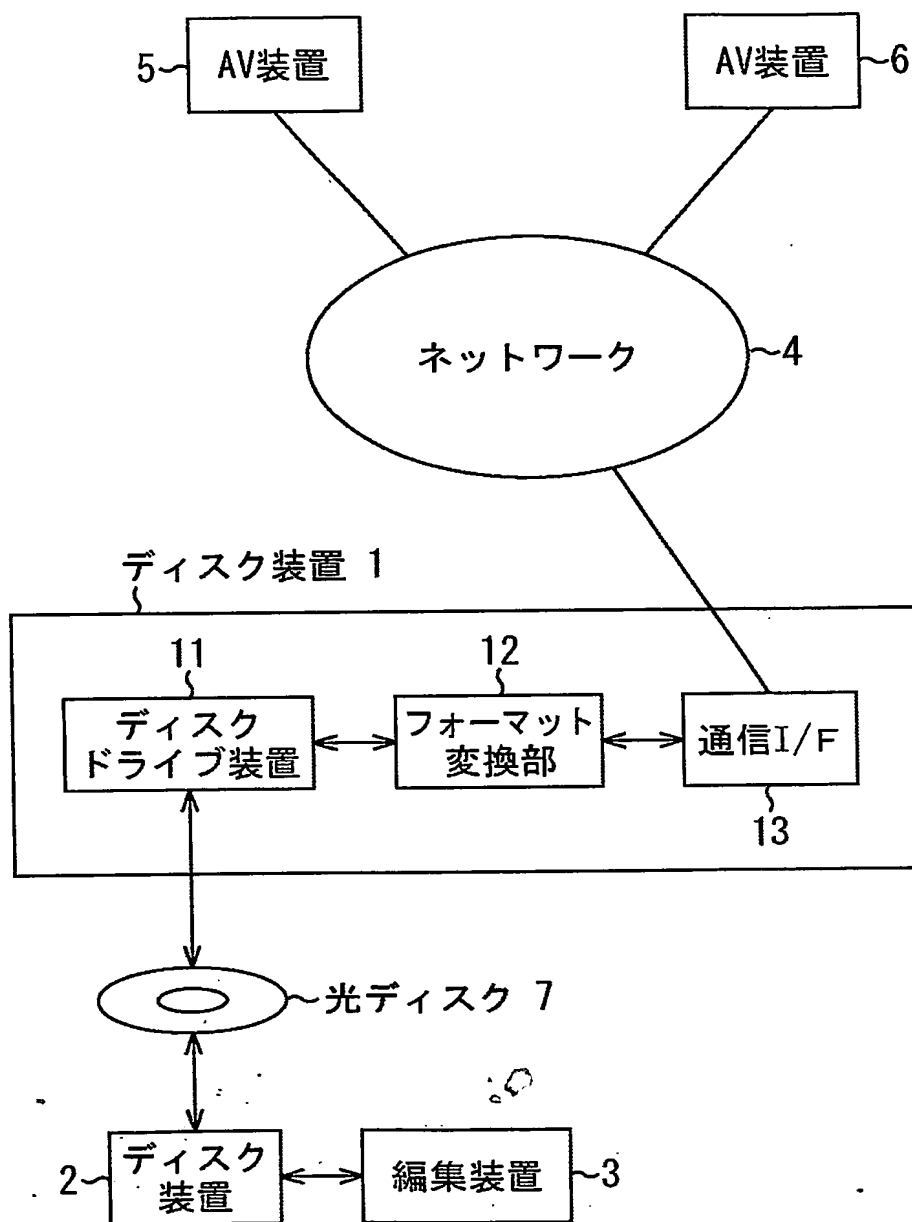 5
AV装置
AV装置
6
ネットワーク
4
ディスク装置 1
11
12
ディスク
ドライブ装置
フォーマット
変換部
通信I/F
13
光ディスク 7
2
ディスク
装置
編集装置
3